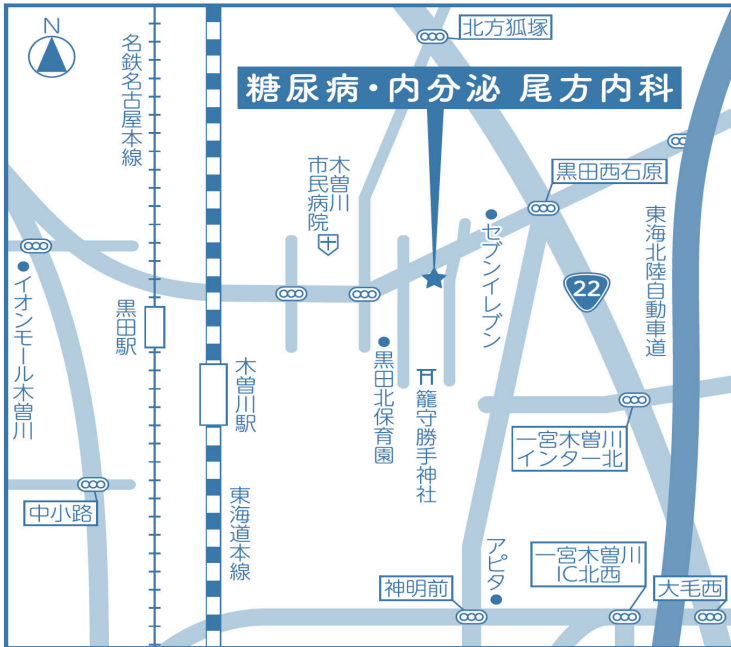 N
北方狐塚
名鉄名古屋本線
糖尿病・内分泌 尾方内科
木曽川
市民病院
黒田西石原
セブンイレブン
東海北陸自動車道
22
イオンモール木曽川
黒田駅
木曽川駅
黒田北保育園
籠守勝手神社
一宮木曽川
インター北
中小路
東海道本線
アピタ
神明前
一宮木曽川
IC北西
大毛西